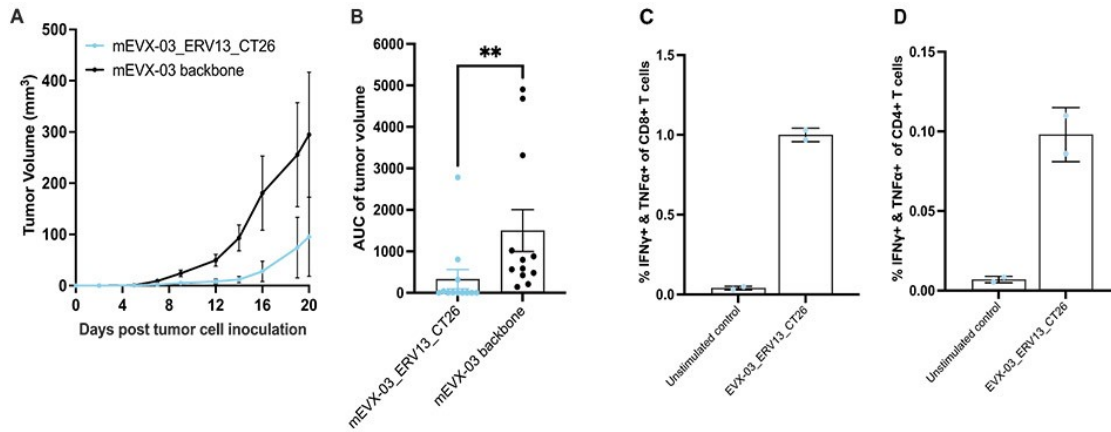 A
Tumor Volume (mm³)
500
400
300
200
100
0
0
4
8
12
16
20
Days post tumor cell inoculation
mEVX-03_ERV13_CT26
mEVX-03 backbone
B
AUC of tumor volume
6000
5000
4000
3000
2000
1000
0
**
mEVX-03_ERV13_CT26
mEVX-03 backbone
C
% IFNγ+ & TNFα+ of CD8+ T cells
1.5
1.0
0.5
0.0
Unstimulated control
EVX-03_ERV13_CT26
D
% IFNγ+ & TNFα+ of CD4+ T cells
0.15
0.10
0.05
0.00
Unstimulated control
EVX-03_ERV13_CT26